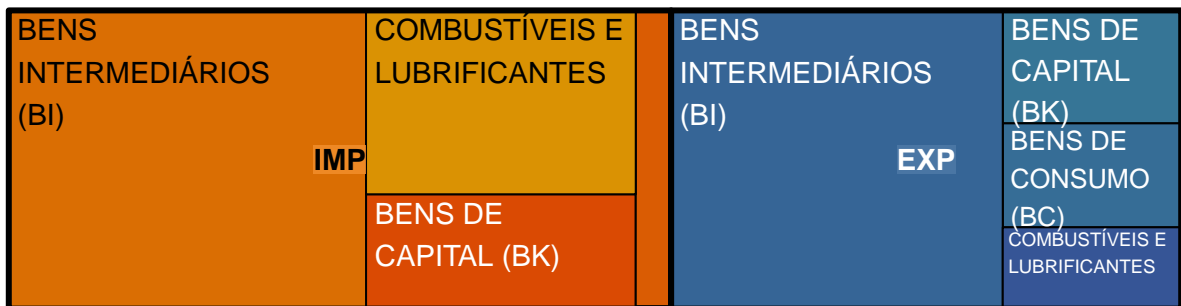 BENS
INTERMEDIÁRIOS
(BI)
IMP
COMBUSTÍVEIS E
LUBRIFICANTES
BENS DE
CAPITAL (BK)
BENS
INTERMEDIÁRIOS
(BI)
EXP
BENS DE
CAPITAL
(BK)
BENS DE
CONSUMO
(BC)
COMBUSTÍVEIS E
LUBRIFICANTES